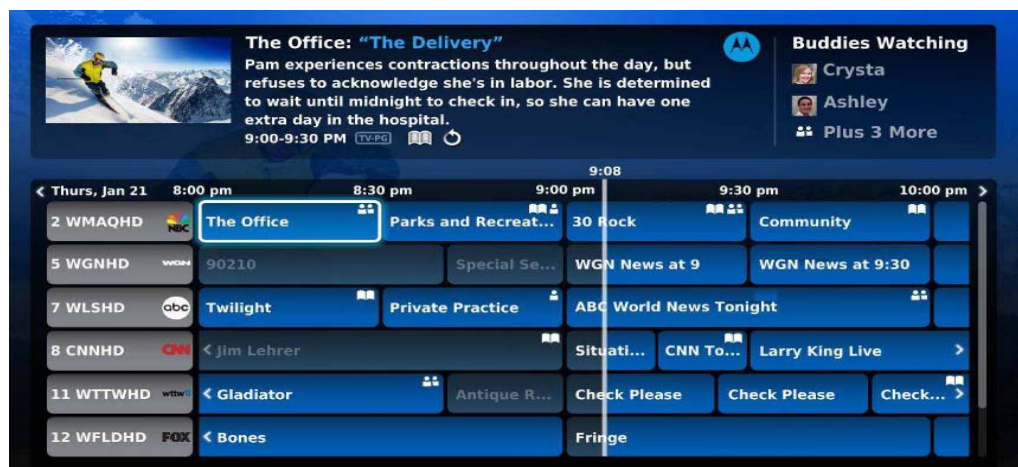 The Office: “The Delivery”
Pam experiences contractions throughout the day, but
refuses to acknowledge she's in labor. She is determined
to wait until midnight to check in, so she can have one
extra day in the hospital.
9:00-9:30 PM TV-PG
Buddies Watching
Crysta
Ashley
Plus 3 More
9:08
Thurs, Jan 21 8:00 pm 8:30 pm 9:00 pm 9:30 pm 10:00 pm
2 WMAQHD NBC The Office Parks and Recreat... 30 Rock Community
5 WGNHD WGN 90210 Special Se... WGN News at 9 WGN News at 9:30
7 WLSHD abc Twilight Private Practice ABC World News Tonight
8 CNNHD CNN Jim Lehrer Situati... CNN To... Larry King Live
11 WTTWHD wttw Gladiator Antique R... Check Please Check Please Check...
12 WFLDHD FOX Bones Fringe